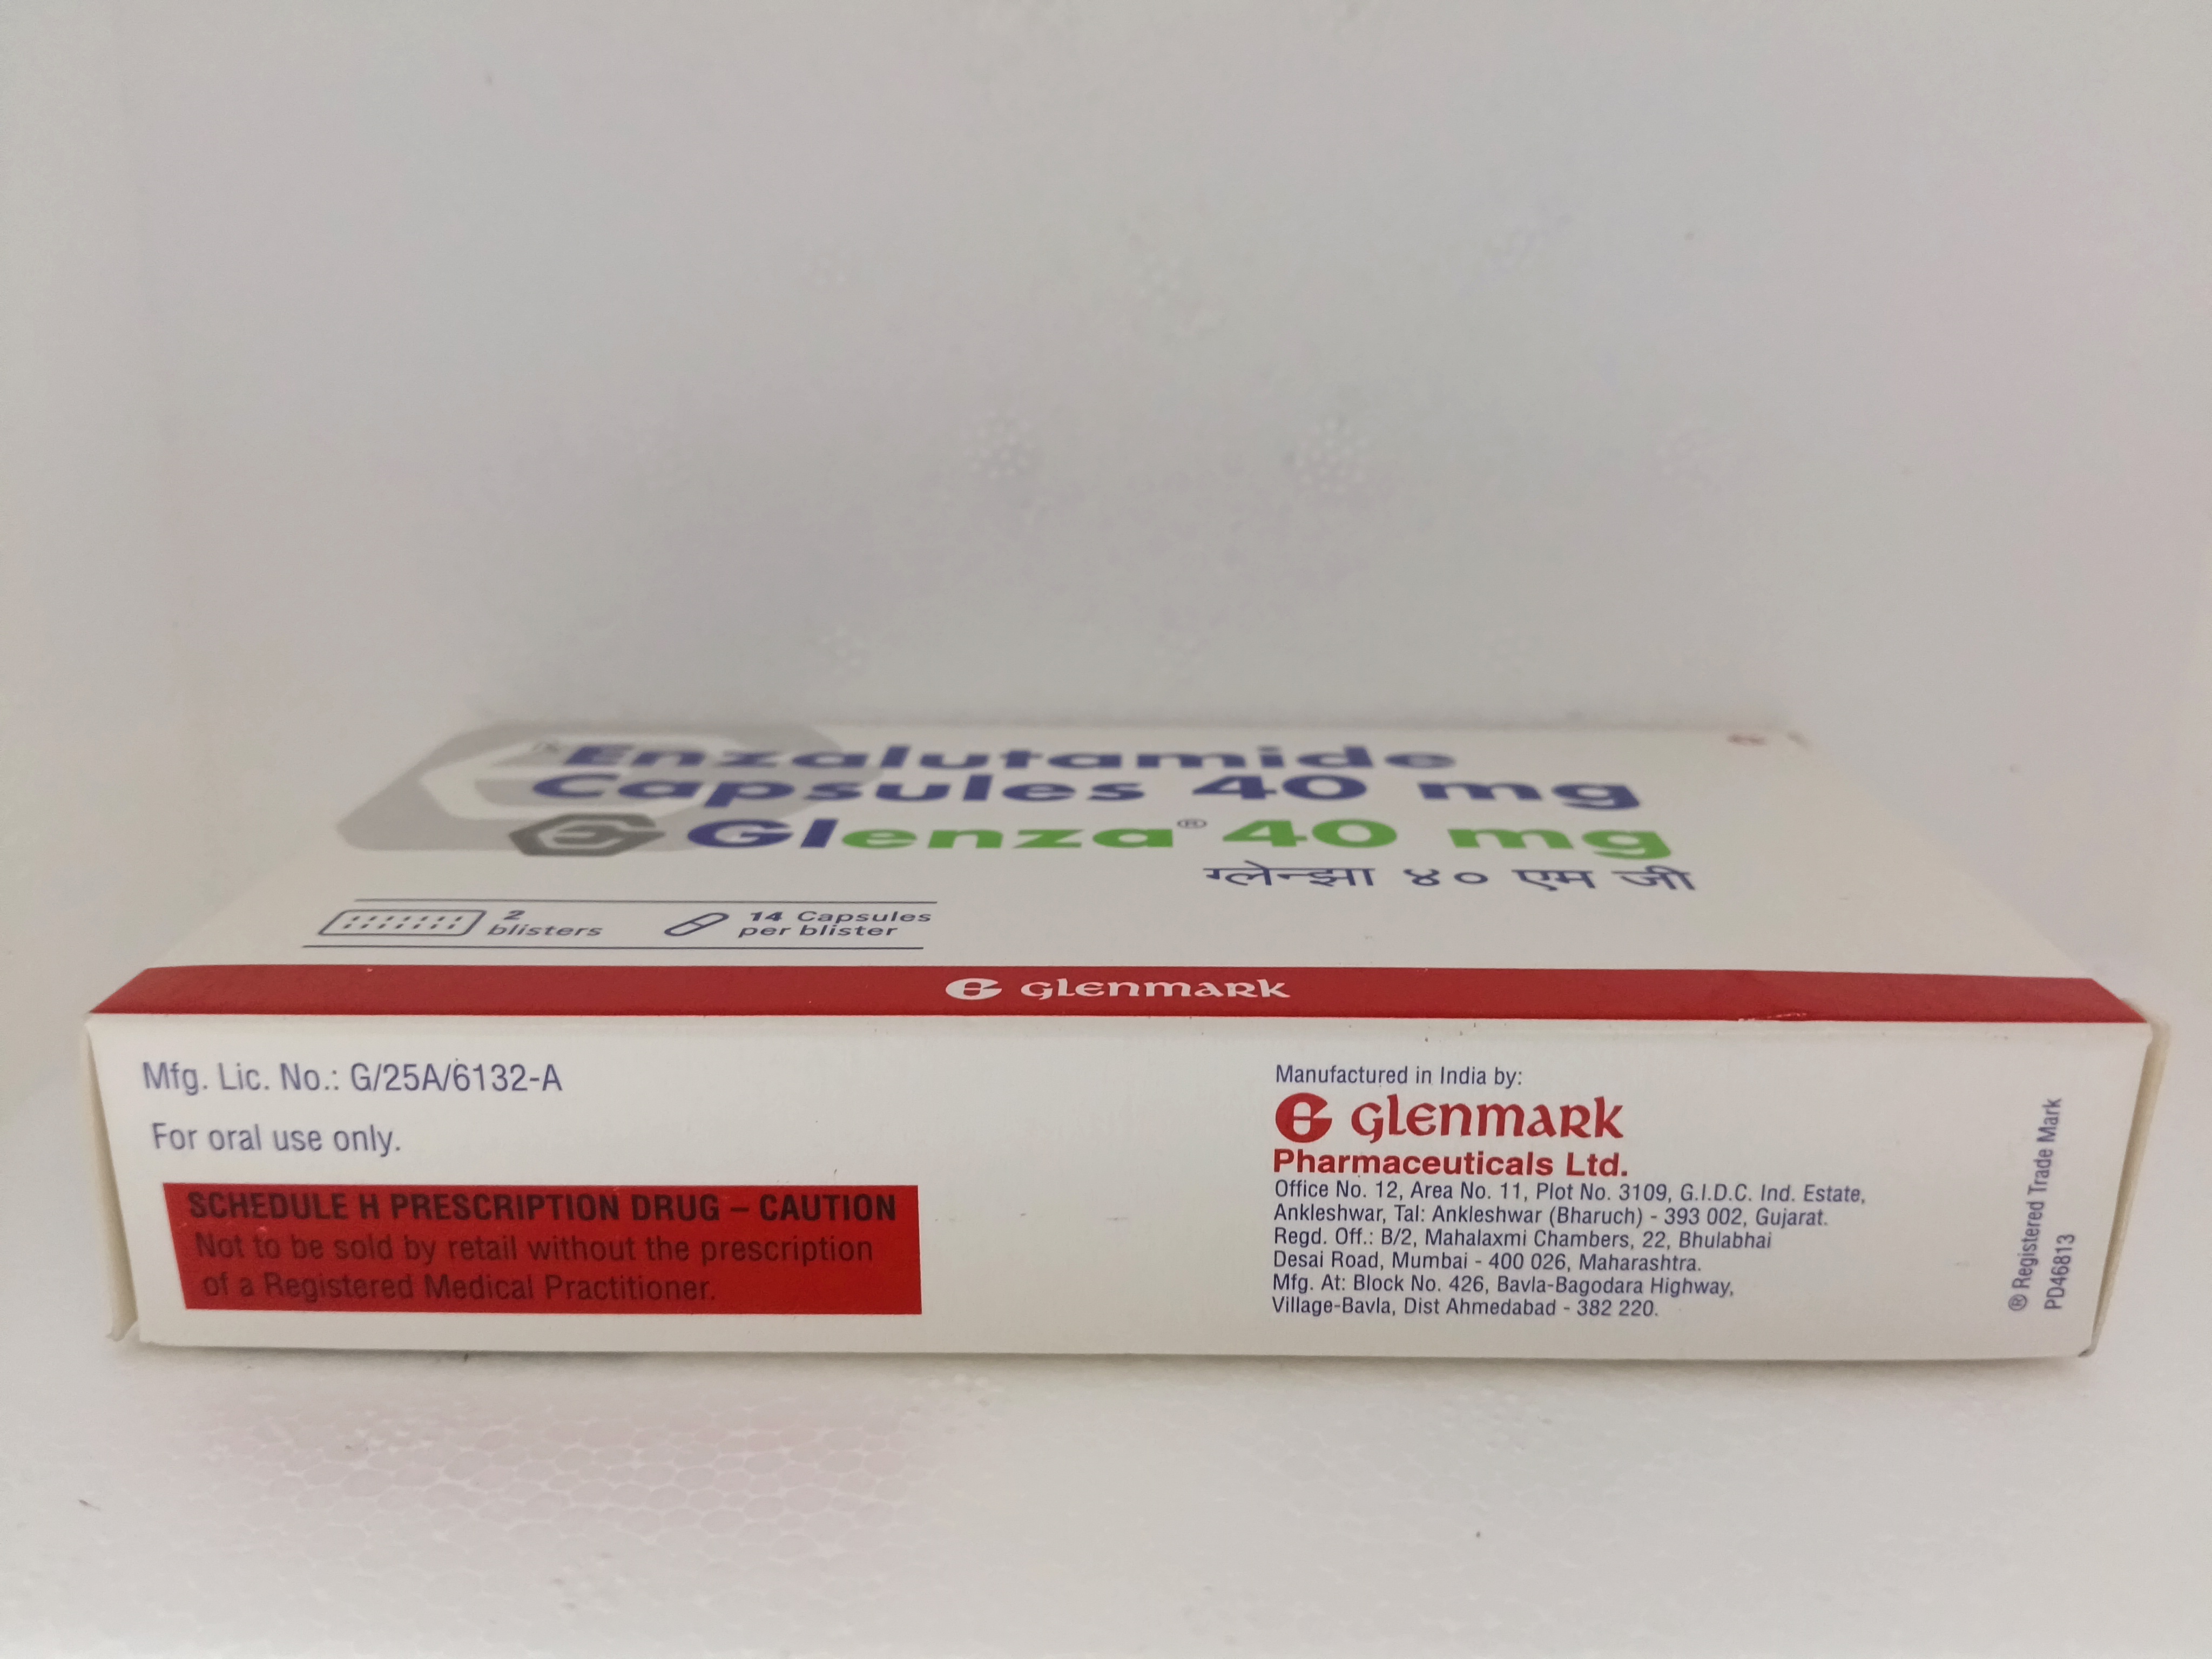 Enzalutamide
Capsules 40 mg
Glenza® 40 mg
ग्लेन्झा ४० एम जी
2
blisters
14 Capsules
per blister
glenmark
Mfg. Lic. No.: G/25A/6132-A
For oral use only.
SCHEDULE H PRESCRIPTION DRUG – CAUTION
Not to be sold by retail without the prescription
of a Registered Medical Practitioner.
Manufactured in India by:
glenmark
Pharmaceuticals Ltd.
Office No. 12, Area No. 11, Plot No. 3109, G.I.D.C. Ind. Estate,
Ankleshwar, Tal: Ankleshwar (Bharuch) - 393 002, Gujarat.
Regd. Off.: B/2, Mahalaxmi Chambers, 22, Bhulabhai
Desai Road, Mumbai - 400 026, Maharashtra.
Mfg. At: Block No. 426, Bavla-Bagodara Highway,
Village-Bavla, Dist Ahmedabad - 382 220.
® Registered Trade Mark
PD46813